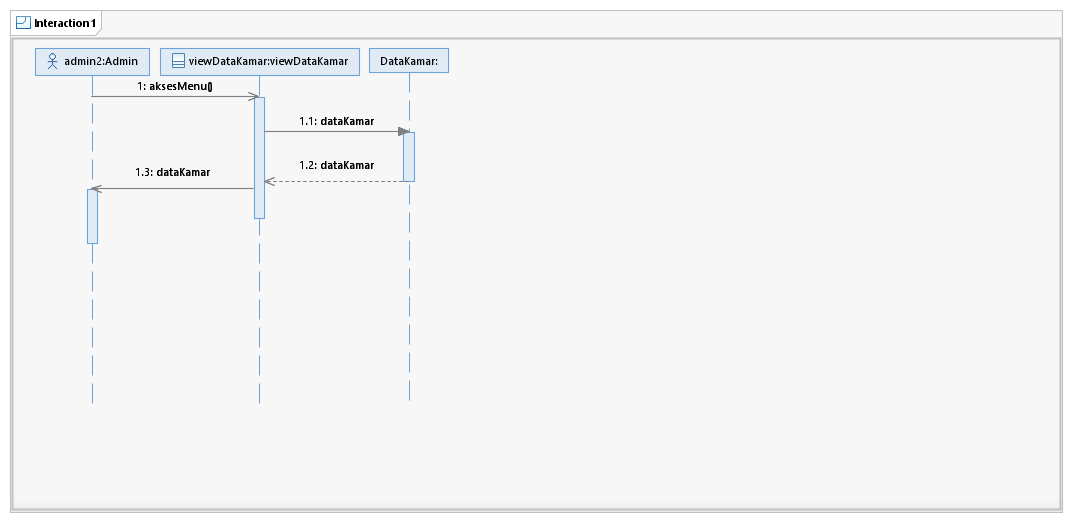 Interaction1
admin2:Admin
viewDataKamar:viewDataKamar
DataKamar:
1: aksesMenu()
1.1: dataKamar
1.2: dataKamar
1.3: dataKamar